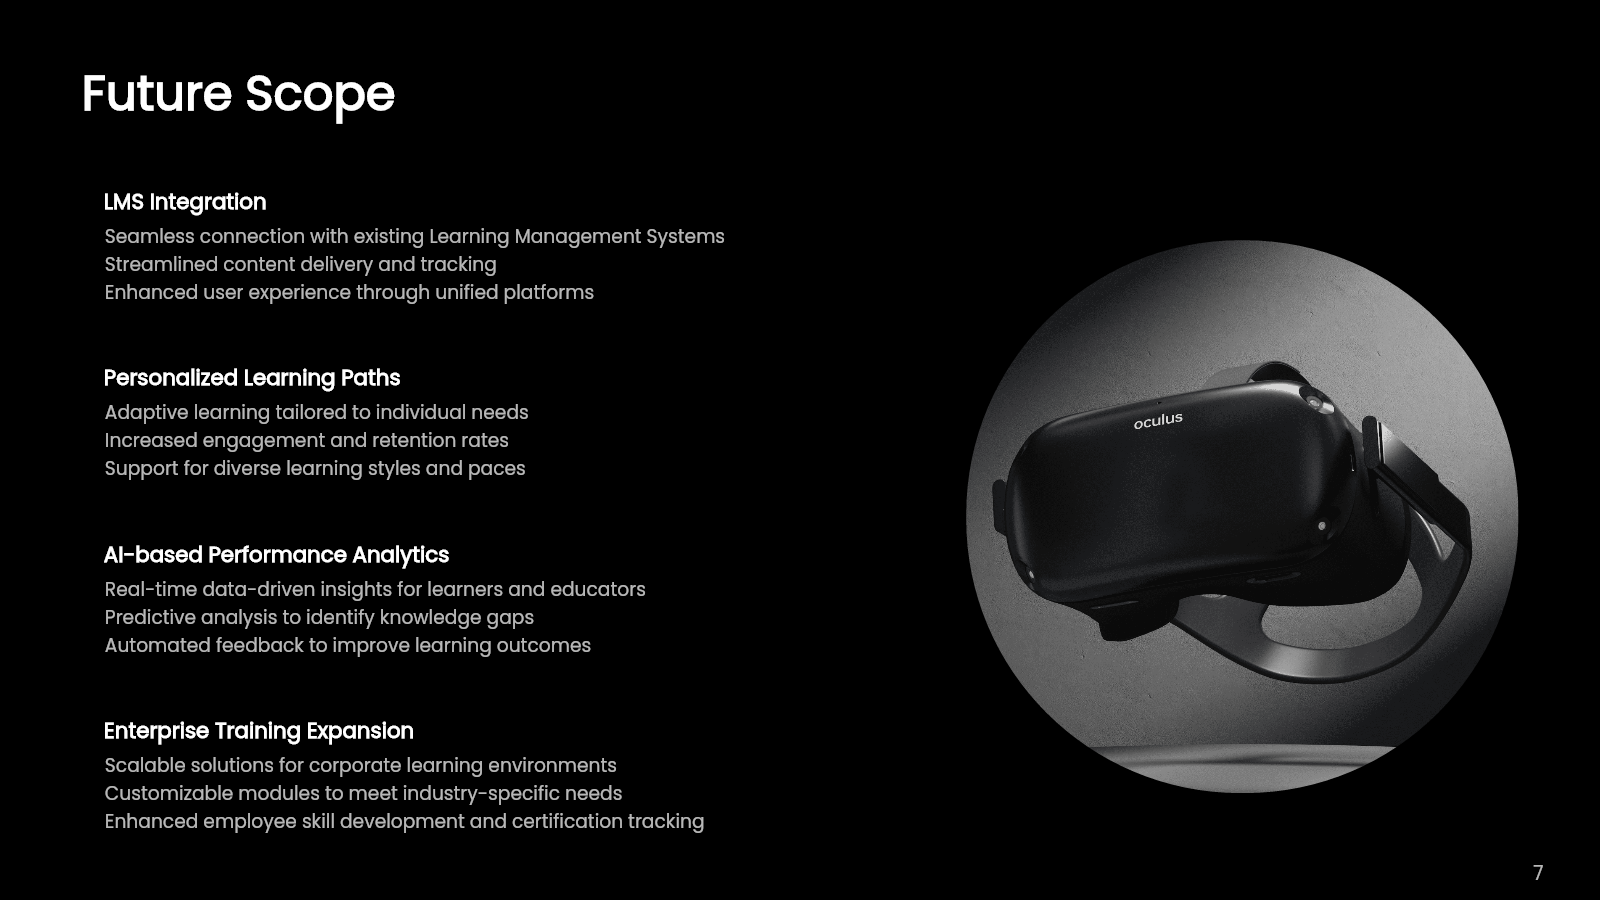 Future Scope
LMS Integration
Seamless connection with existing Learning Management Systems
Streamlined content delivery and tracking
Enhanced user experience through unified platforms
Personalized Learning Paths
Adaptive learning tailored to individual needs
Increased engagement and retention rates
Support for diverse learning styles and paces
AI-based Performance Analytics
Real-time data-driven insights for learners and educators
Predictive analysis to identify knowledge gaps
Automated feedback to improve learning outcomes
Enterprise Training Expansion
Scalable solutions for corporate learning environments
Customizable modules to meet industry-specific needs
Enhanced employee skill development and certification tracking
oculus
7